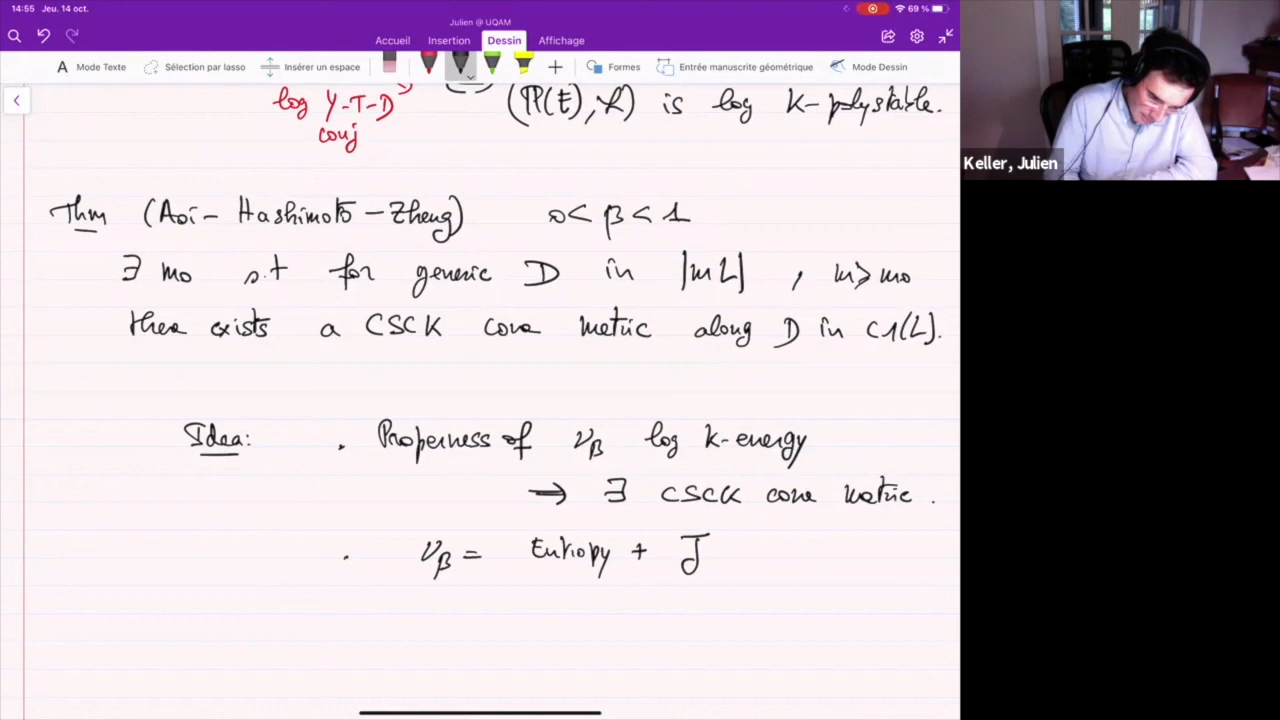 14:55 Jeu. 14 oct.
69 %
Julien @ UQAM
Accueil Insertion Dessin Affichage
A Mode Texte Sélection par lasso Insérer un espace Formes Entrée manuscrite géométrique Mode Dessin
log Y-T-D
conj
(P(E), L) is log K-polystable.
Keller, Julien
Thm (Aoi - Hashimoto - Zheng) 0 < β < 1
∃ mo s.t for generic D in |mL| , m ≥ mo
there exists a CSCK cone metric along D in c1(L).
Idea: . Properness of νβ log k-energy
→ ∃ CSCK cone metric.
. νβ = Entropy + J